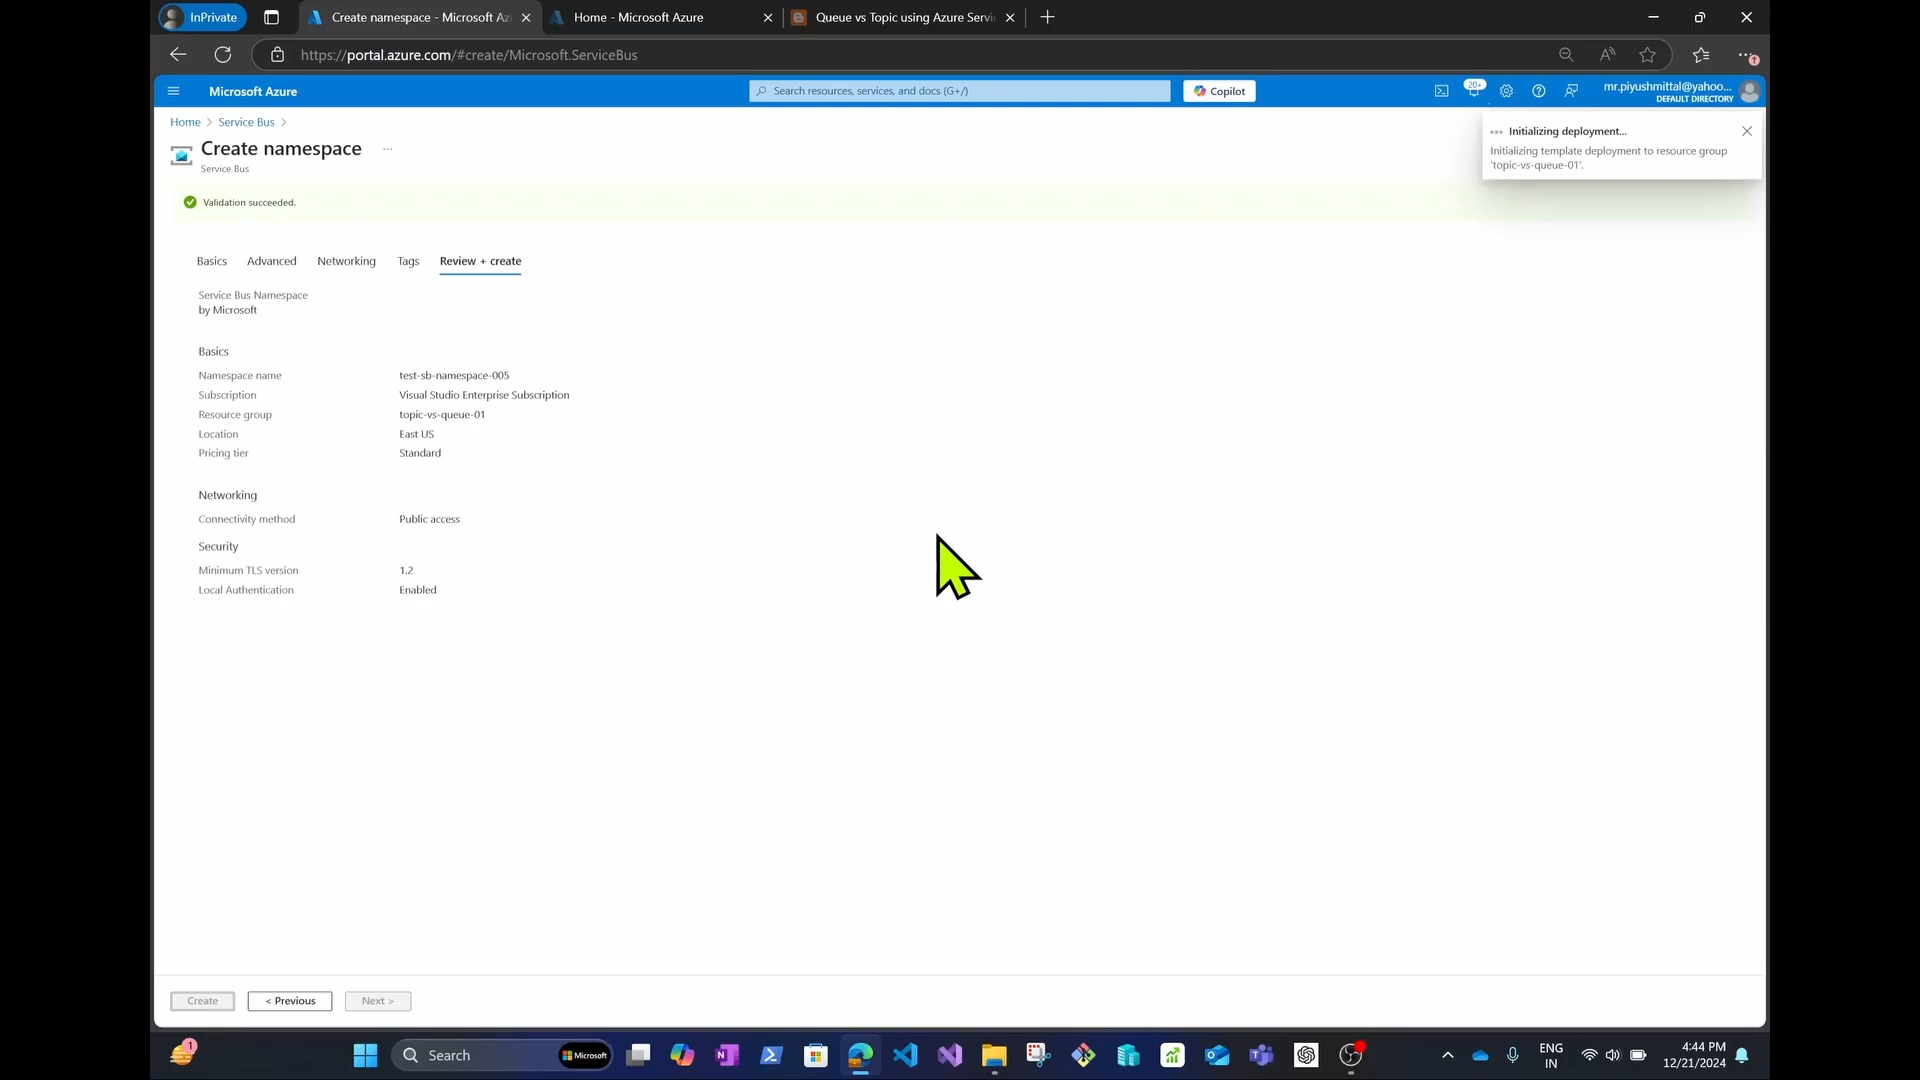 InPrivate
Create namespace - Microsoft Az
Home - Microsoft Azure
Queue vs Topic using Azure Servi
https://portal.azure.com/#create/Microsoft.ServiceBus
Microsoft Azure
Search resources, services, and docs (G+/)
Copilot
20+
mr.piyushmittal@yahoo...
DEFAULT DIRECTORY
Home > Service Bus >
Create namespace ...
Service Bus
Initializing deployment...
Initializing template deployment to resource group
'topic-vs-queue-01'.
Validation succeeded.
Basics Advanced Networking Tags Review + create
Service Bus Namespace
by Microsoft
Basics
Namespace name test-sb-namespace-005
Subscription Visual Studio Enterprise Subscription
Resource group topic-vs-queue-01
Location East US
Pricing tier Standard
Networking
Connectivity method Public access
Security
Minimum TLS version 1.2
Local Authentication Enabled
Create < Previous Next >
1
Search
Microsoft
ENG
IN
4:44 PM
12/21/2024